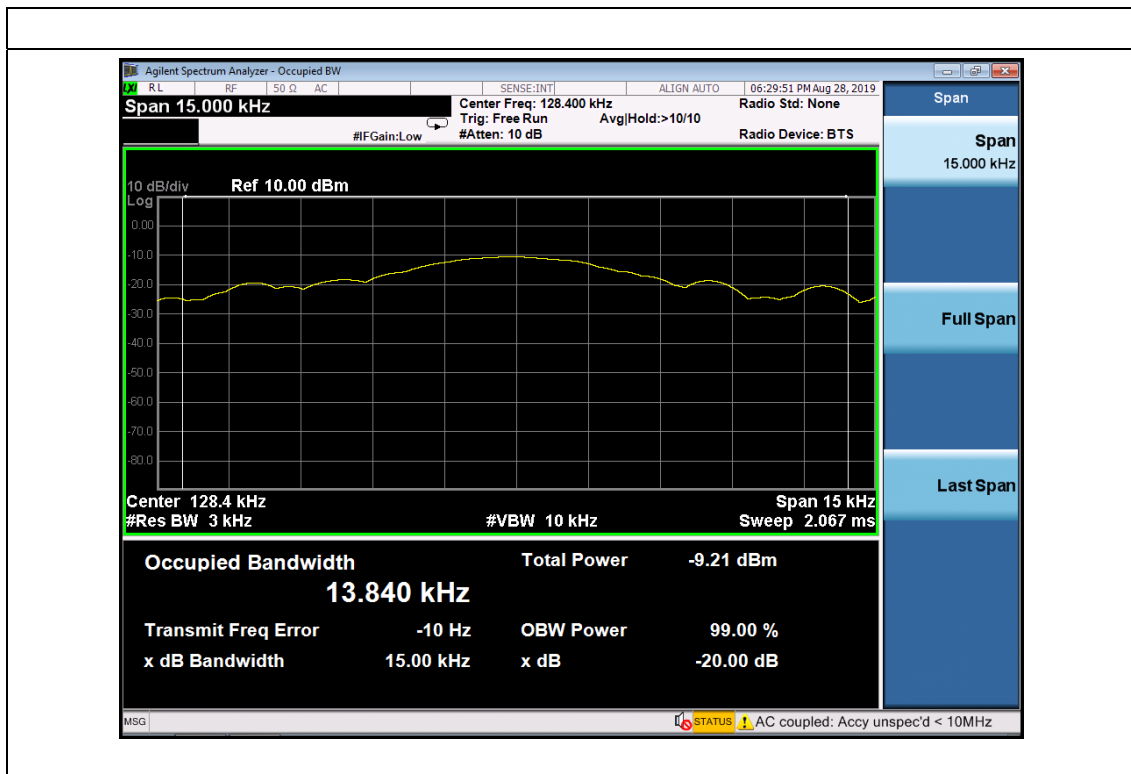 Agilent Spectrum Analyzer - Occupied BW
LXI RL RF 50 Ω AC SENSE:INT ALIGN AUTO 06:29:51 PM Aug 28, 2019
Span 15.000 kHz
Center Freq: 128.400 kHz
Radio Std: None
Trig: Free Run
Avg|Hold:>10/10
#IFGain:Low
#Atten: 10 dB
Radio Device: BTS
10 dB/div
Ref 10.00 dBm
Log
0.00
-10.0
-20.0
-30.0
-40.0
-50.0
-60.0
-70.0
-80.0
Center 128.4 kHz
Span 15 kHz
#Res BW 3 kHz
#VBW 10 kHz
Sweep 2.067 ms
Occupied Bandwidth
13.840 kHz
Total Power -9.21 dBm
Transmit Freq Error -10 Hz
OBW Power 99.00 %
x dB Bandwidth 15.00 kHz
x dB -20.00 dB
Span
Span
15.000 kHz
Full Span
Last Span
MSG
STATUS
AC coupled: Accy unspec'd < 10MHz